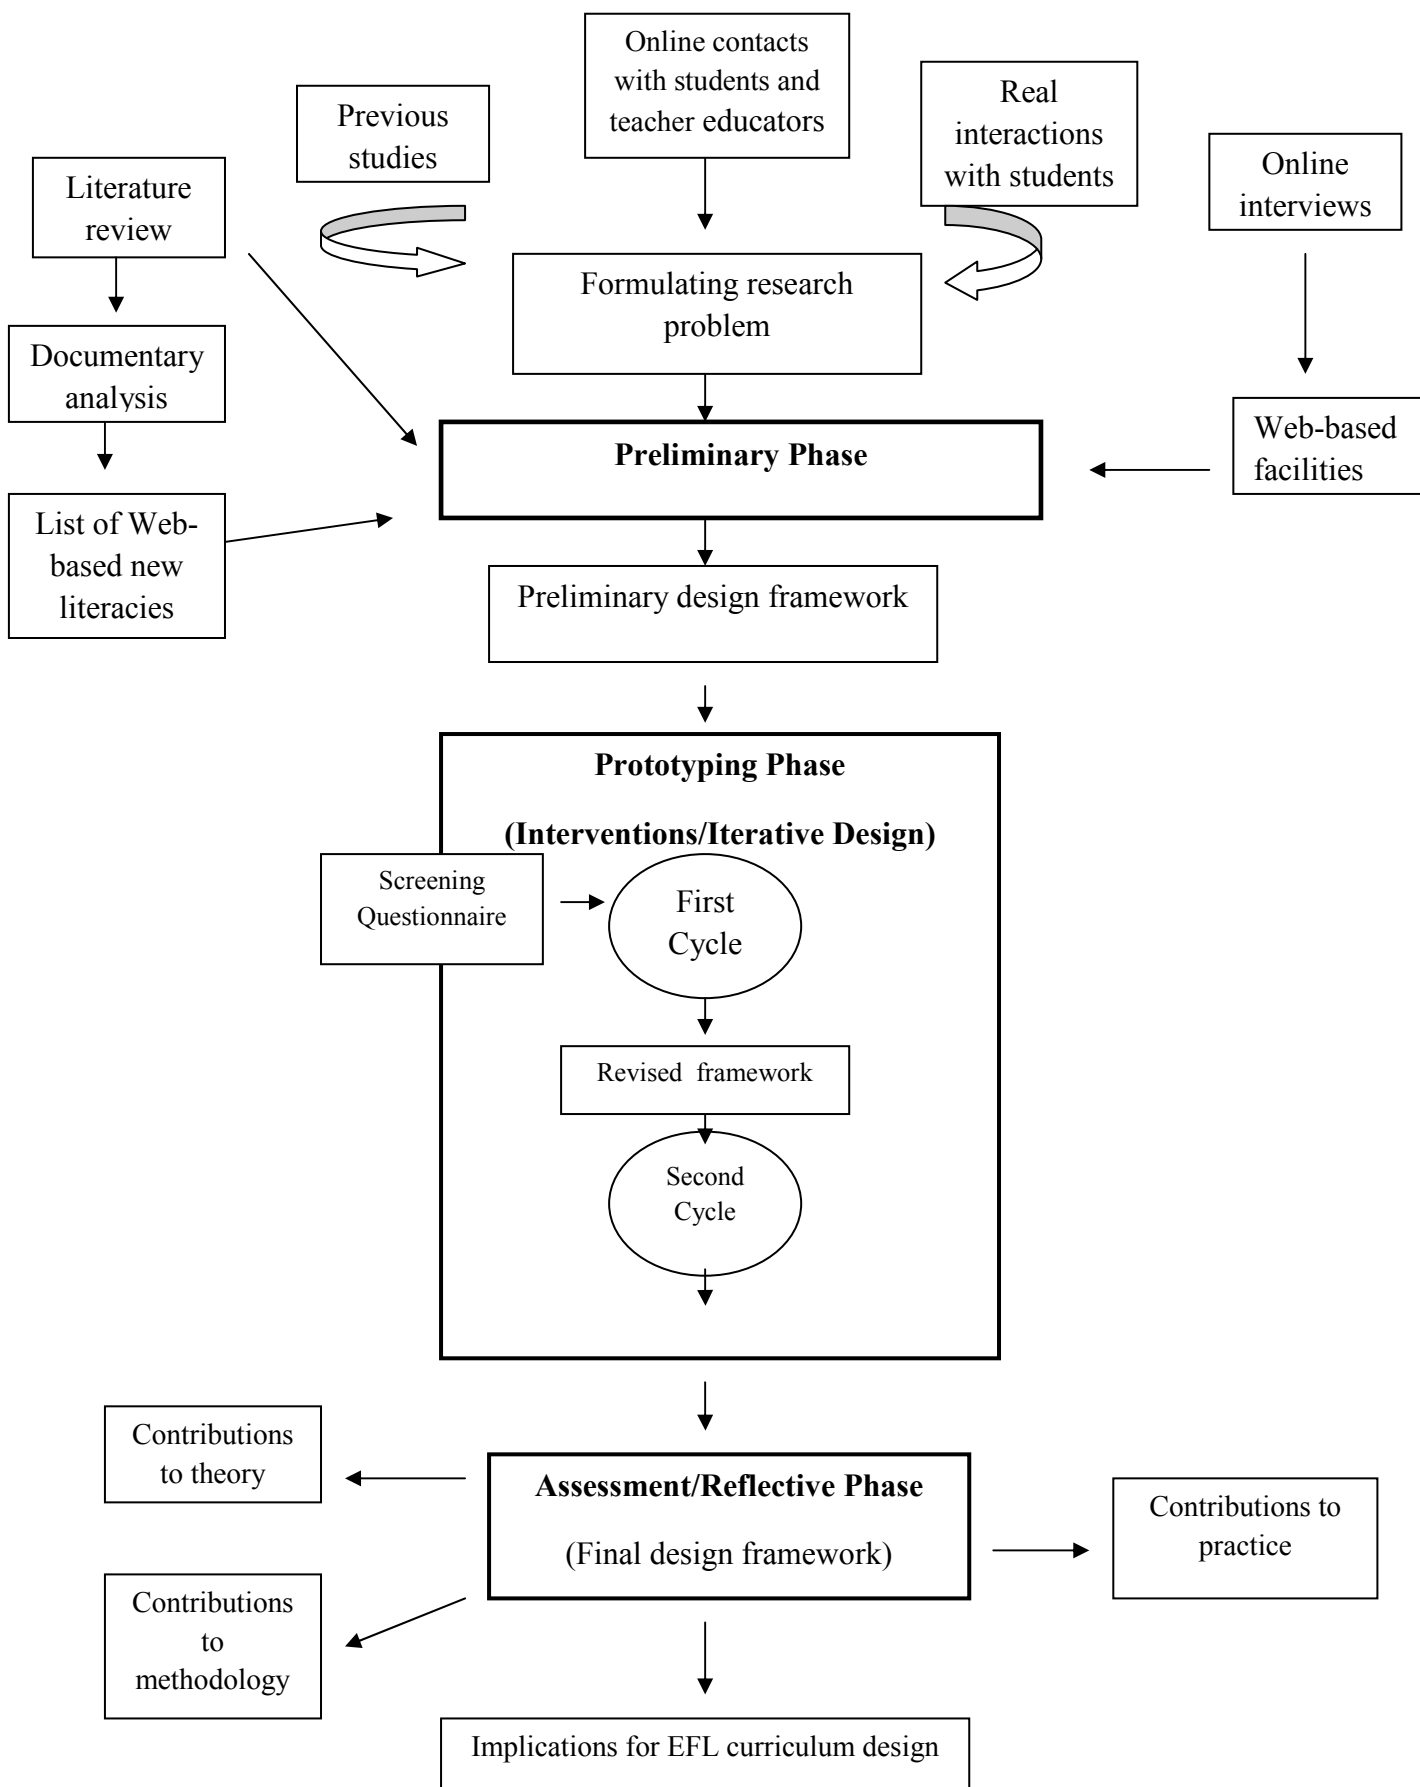 Online contacts
with students and
teacher educators
Previous
studies
Real
interactions
with students
Literature
review
Online
interviews
Formulating research
problem
Documentary
analysis
Web-based
facilities
Preliminary Phase
List of Web-
based new
literacies
Preliminary design framework
Prototyping Phase
(Interventions/Iterative Design)
Screening
Questionnaire
First
Cycle
Revised framework
Second
Cycle
Contributions
to theory
Assessment/Reflective Phase
(Final design framework)
Contributions to
practice
Contributions
to
methodology
Implications for EFL curriculum design